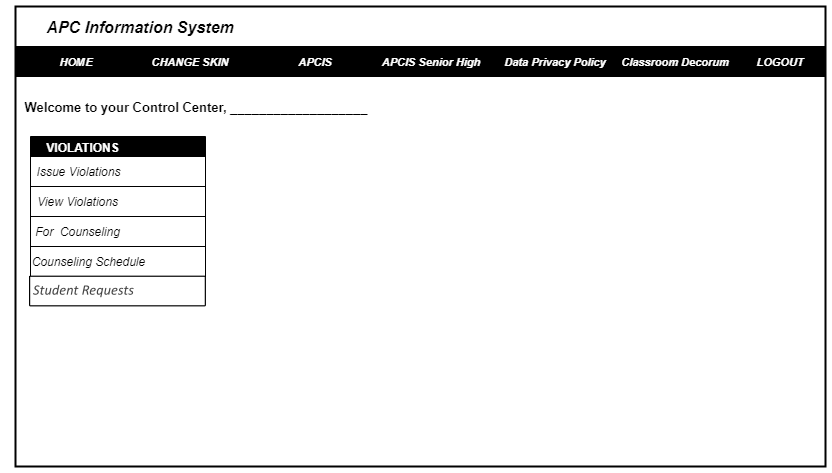 APC Information System
HOME CHANGE SKIN APCIS APCIS Senior High Data Privacy Policy Classroom Decorum LOGOUT
Welcome to your Control Center, ___________________
VIOLATIONS
Issue Violations
View Violations
For Counseling
Counseling Schedule
Student Requests